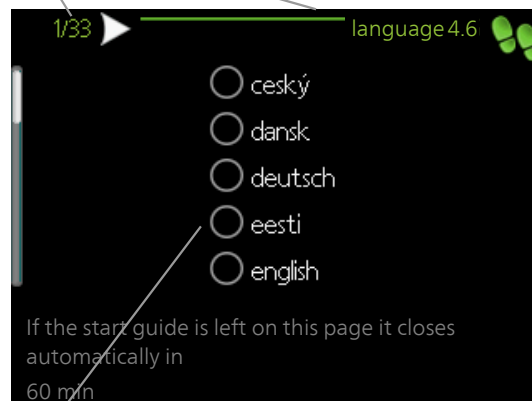 1/33
language 4.6
ceský
dansk
deutsch
eesti
english
If the start guide is left on this page it closes
automatically in
60 min